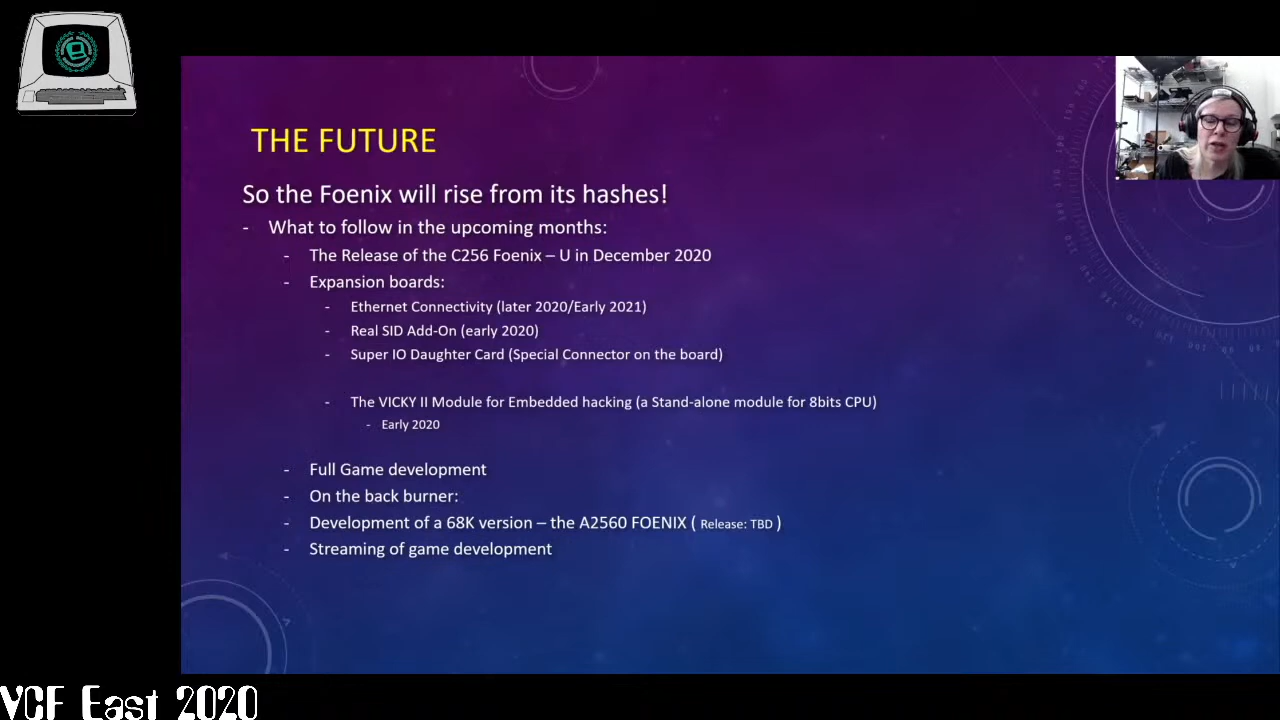 THE FUTURE
So the Foenix will rise from its hashes!
- What to follow in the upcoming months:
- The Release of the C256 Foenix – U in December 2020
- Expansion boards:
- Ethernet Connectivity (later 2020/Early 2021)
- Real SID Add-On (early 2020)
- Super IO Daughter Card (Special Connector on the board)
- The VICKY II Module for Embedded hacking (a Stand-alone module for 8bits CPU)
- Early 2020
- Full Game development
- On the back burner:
- Development of a 68K version – the A2560 FOENIX ( Release: TBD )
- Streaming of game development
VCF East 2020